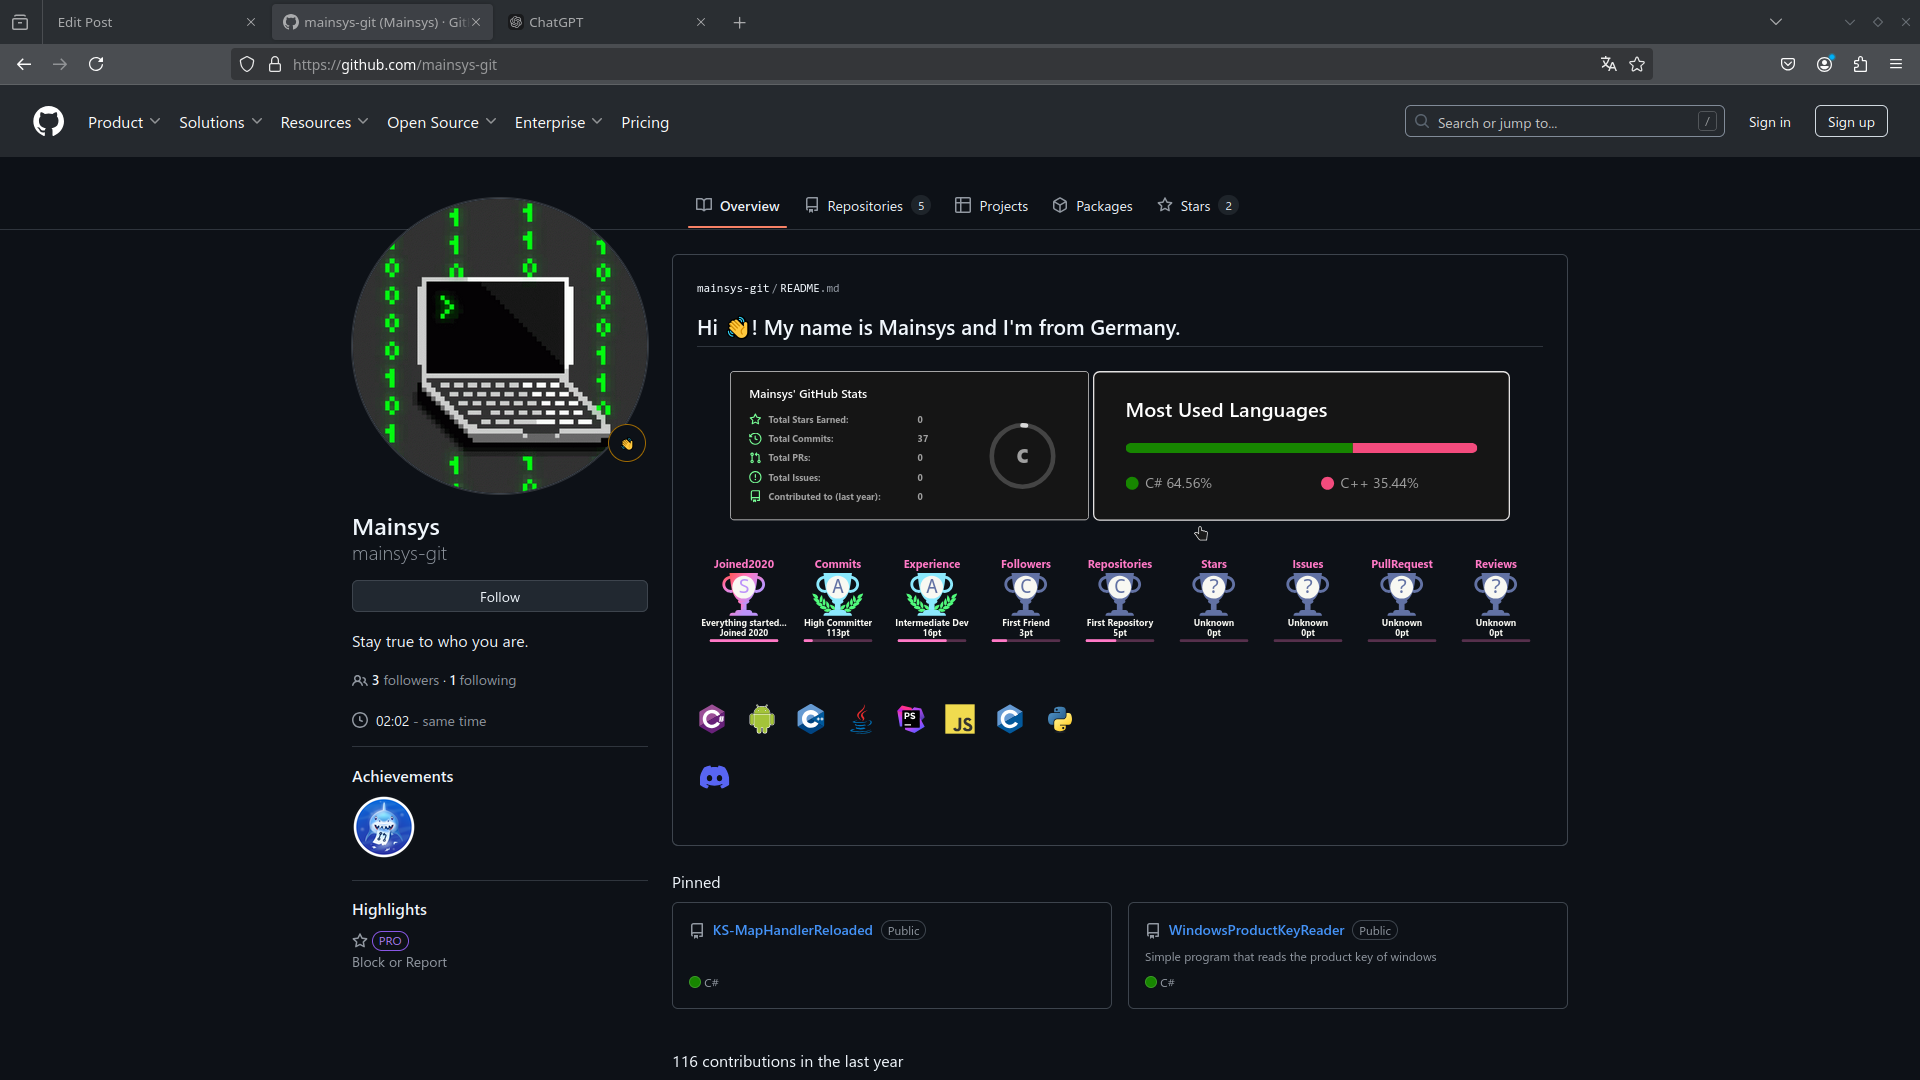 Edit Post
mainsys-git (Mainsys) · Git
ChatGPT
https://github.com/mainsys-git
Product
Solutions
Resources
Open Source
Enterprise
Pricing
Search or jump to...
/
Sign in
Sign up
Overview
Repositories 5
Projects
Packages
Stars 2
mainsys-git / README.md
Hi 👋! My name is Mainsys and I'm from Germany.
Mainsys' GitHub Stats
Total Stars Earned: 0
Total Commits: 37
Total PRs: 0
Total Issues: 0
Contributed to (last year): 0
C
Most Used Languages
C# 64.56%
C++ 35.44%
Joined2020
S
Everything started...
Joined 2020
Commits
A
High Committer
113pt
Experience
A
Intermediate Dev
16pt
Followers
C
First Friend
3pt
Repositories
C
First Repository
5pt
Stars
?
Unknown
0pt
Issues
?
Unknown
0pt
PullRequest
?
Unknown
0pt
Reviews
?
Unknown
0pt
PS
JS
Mainsys
mainsys-git
Follow
Stay true to who you are.
3 followers · 1 following
02:02 - same time
Achievements
Highlights
PRO
Block or Report
Pinned
KS-MapHandlerReloaded Public
C#
WindowsProductKeyReader Public
Simple program that reads the product key of windows
C#
116 contributions in the last year